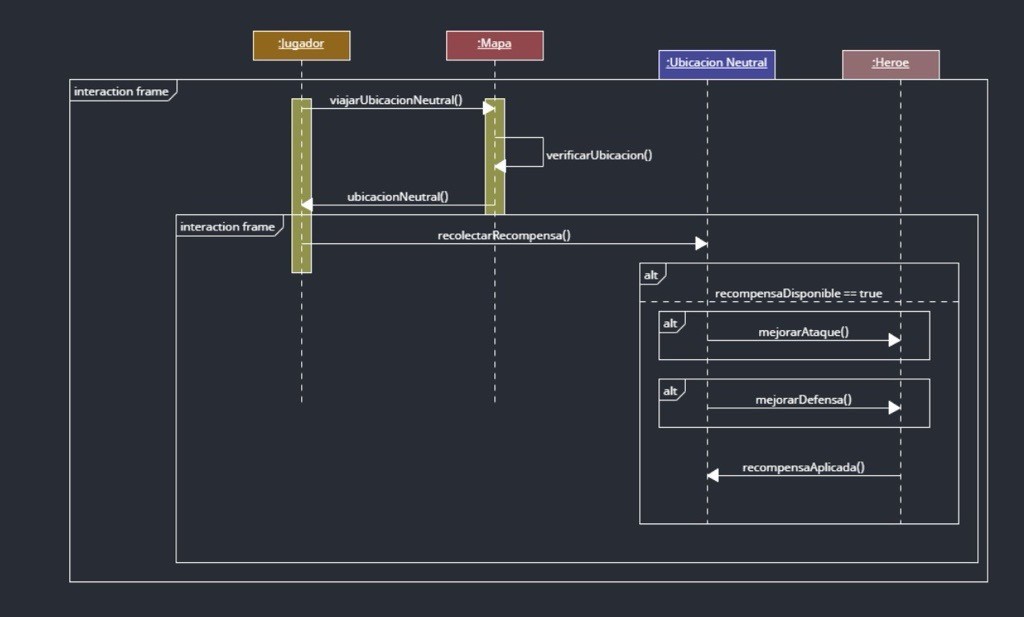 :Jugador
:Mapa
:Ubicacion Neutral
:Heroe
interaction frame
viajarUbicacionNeutral()
verificarUbicacion()
ubicacionNeutral()
interaction frame
recolectarRecompensa()
alt
recompensaDisponible == true
alt
mejorarAtaque()
alt
mejorarDefensa()
recompensaAplicada()